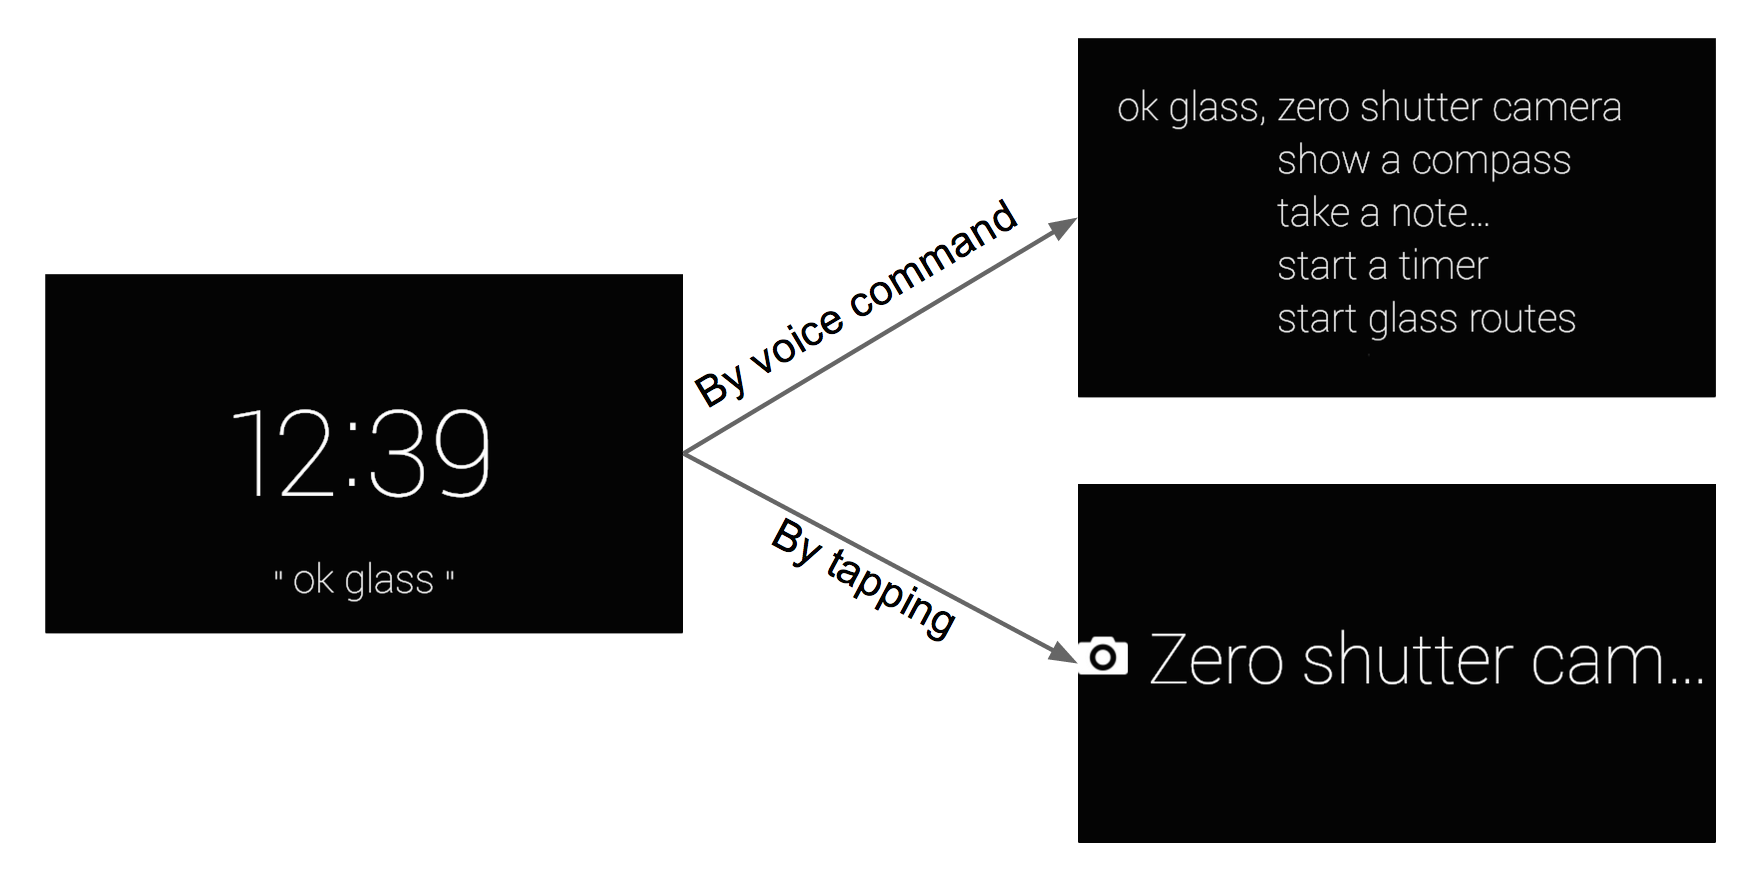 12:39
" ok glass "
By voice command
By tapping
ok glass, zero shutter camera
show a compass
take a note...
start a timer
start glass routes
Zero shutter cam...